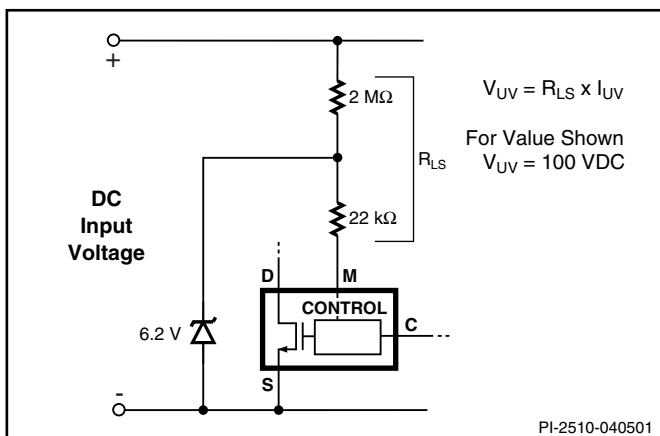 +
2 MΩ
V_UV = R_LS x I_UV
For Value Shown
V_UV = 100 VDC
R_LS
DC
Input
Voltage
22 kΩ
D
M
CONTROL
C
6.2 V
S
-
PI-2510-040501